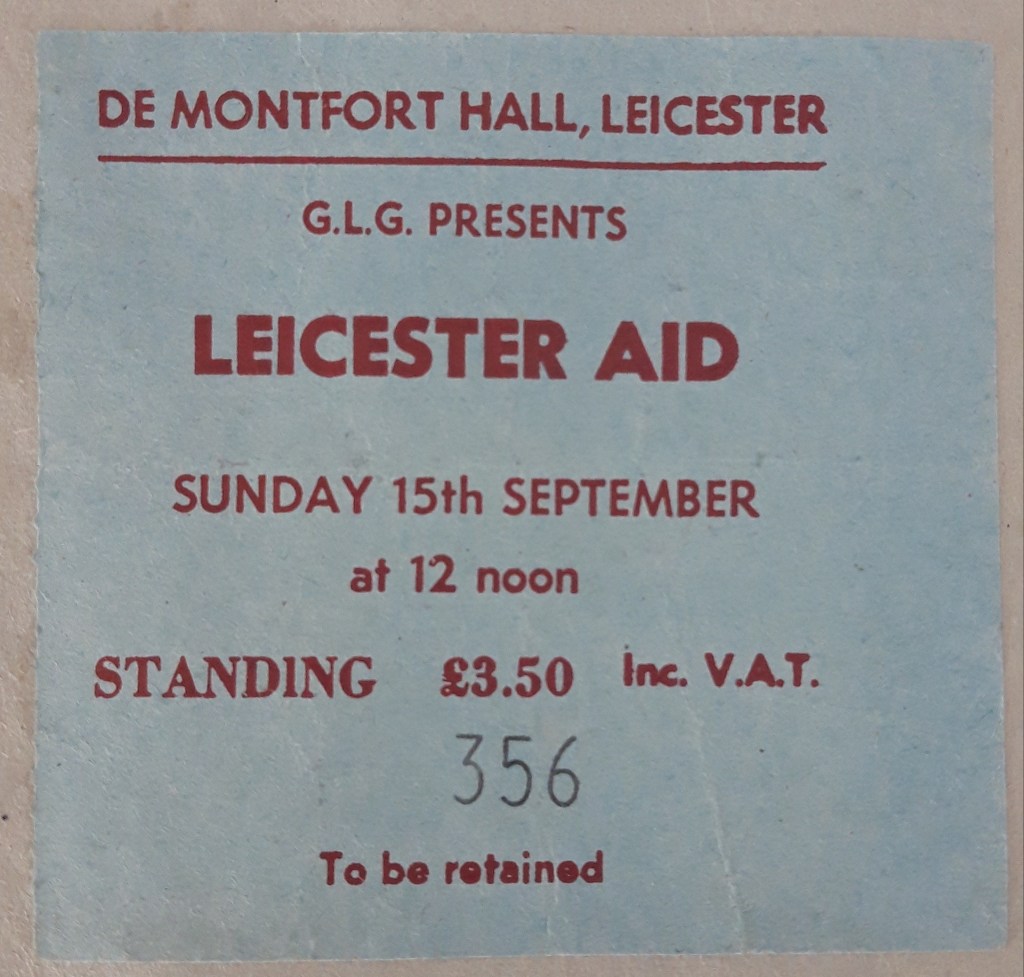 DE MONTFORT HALL, LEICESTER
G.L.G. PRESENTS
LEICESTER AID
SUNDAY 15th SEPTEMBER
at 12 noon
STANDING £3.50 Inc. V.A.T.
356
To be retained